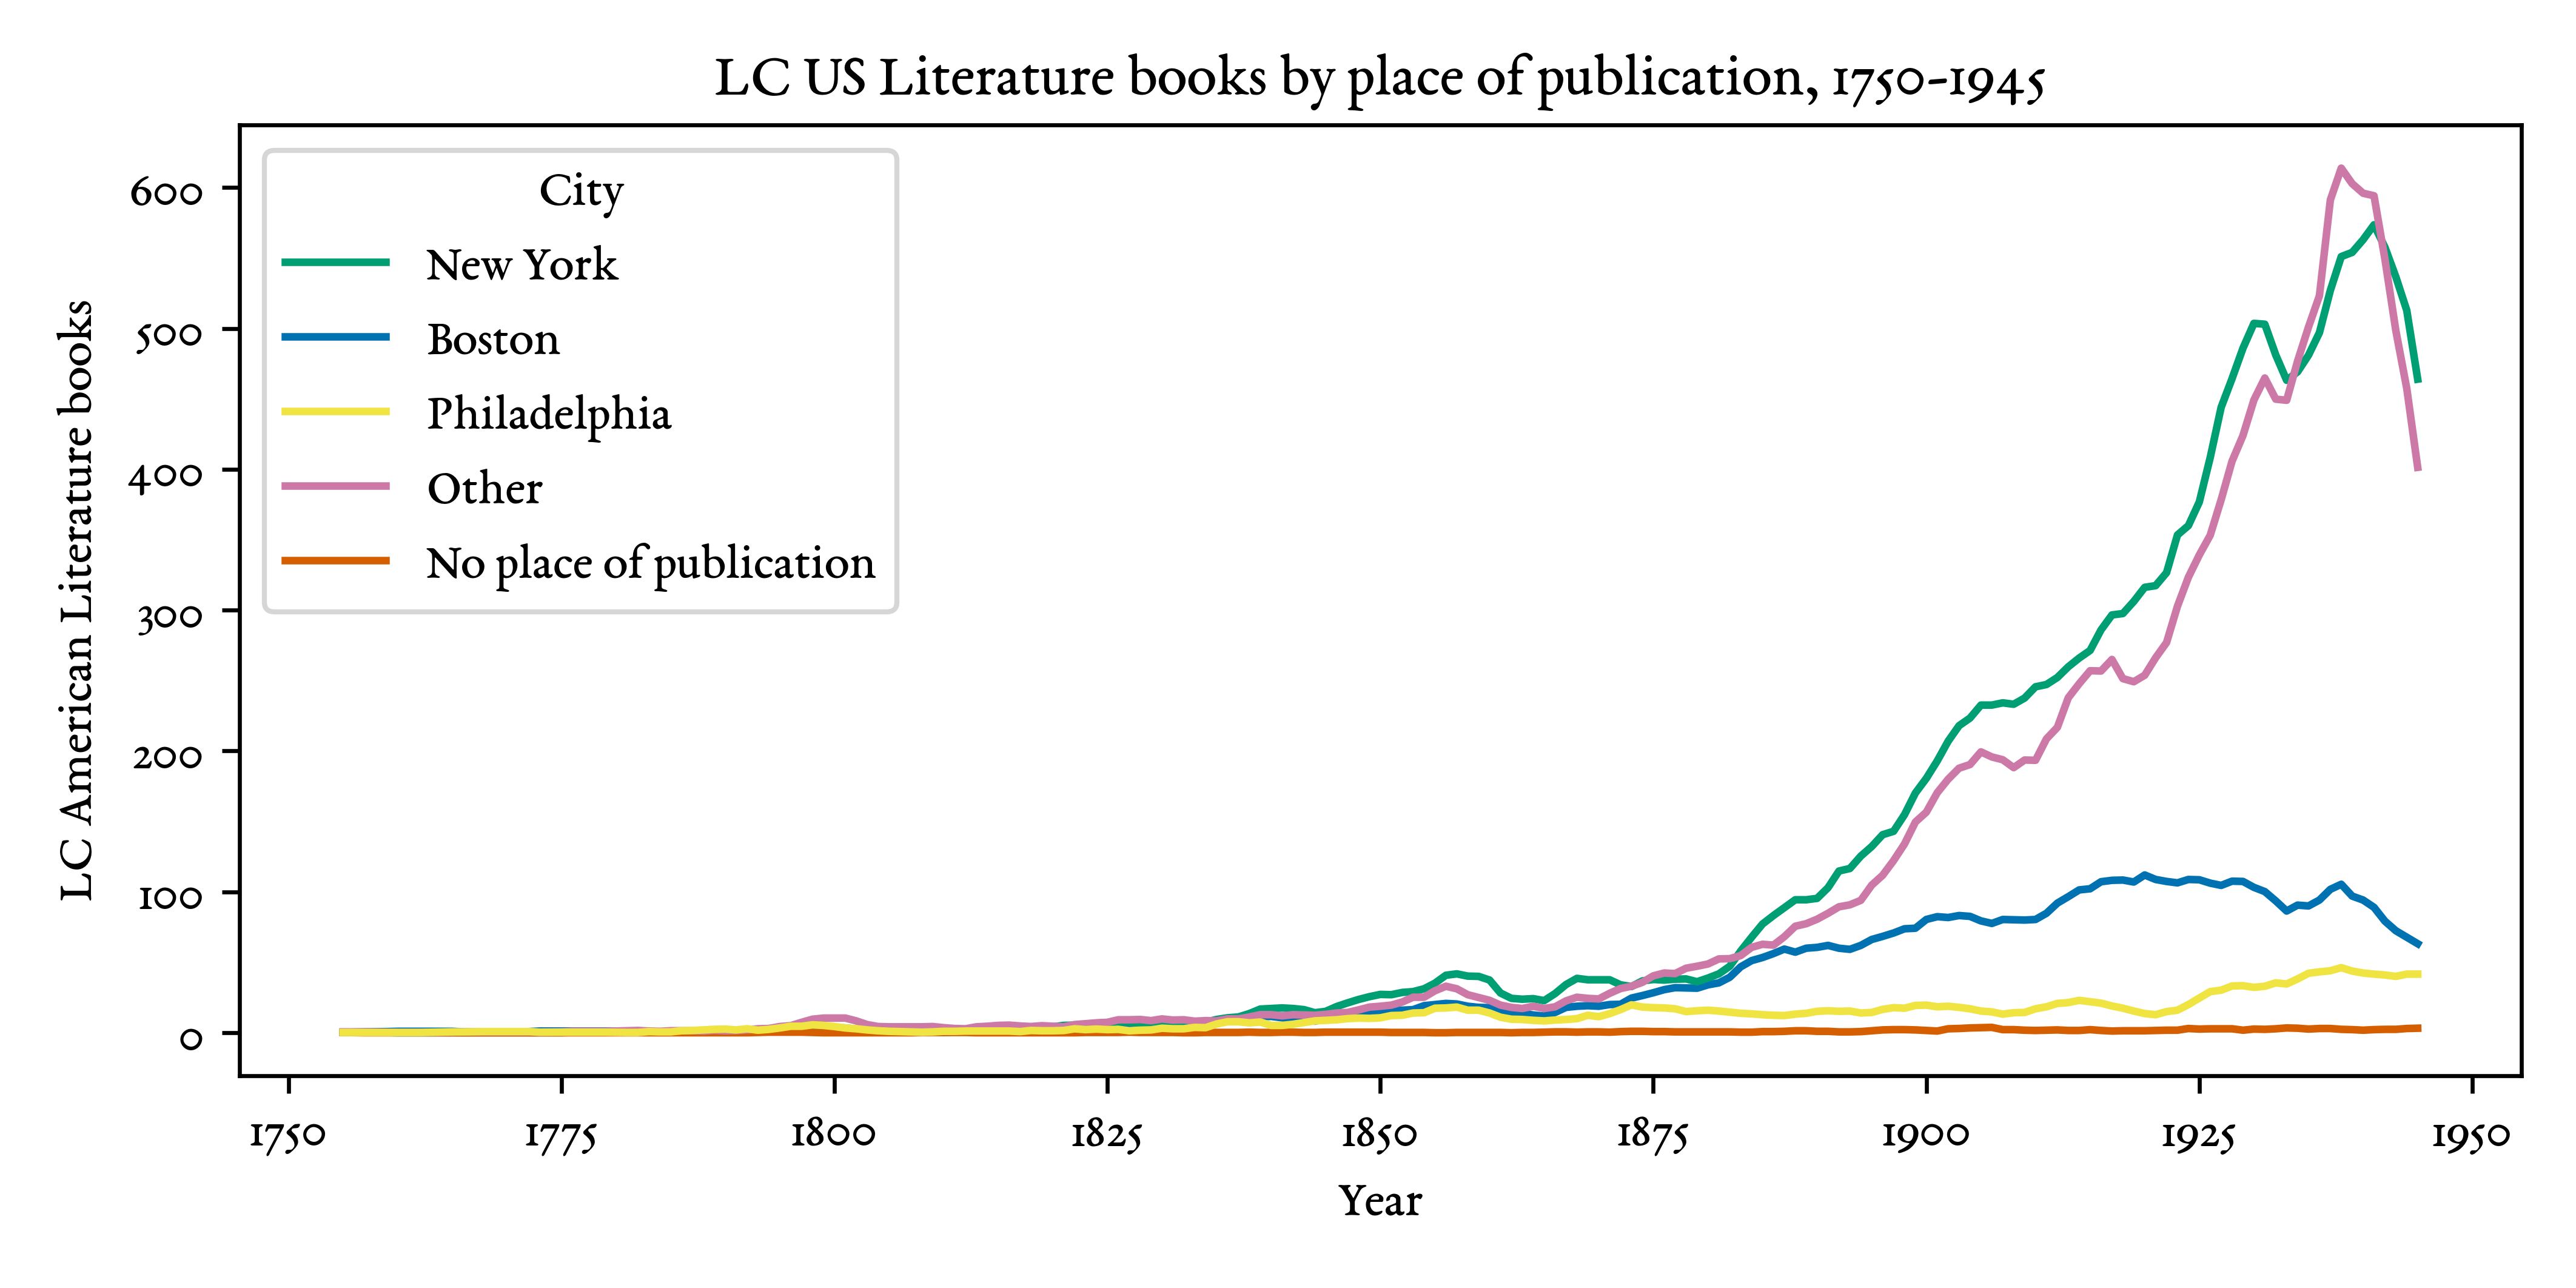 LC US Literature books by place of publication, 1750-1945
City
New York
Boston
Philadelphia
Other
No place of publication
LC American Literature books
600
500
400
300
200
100
0
1750 1775 1800 1825 1850 1875 1900 1925 1950
Year